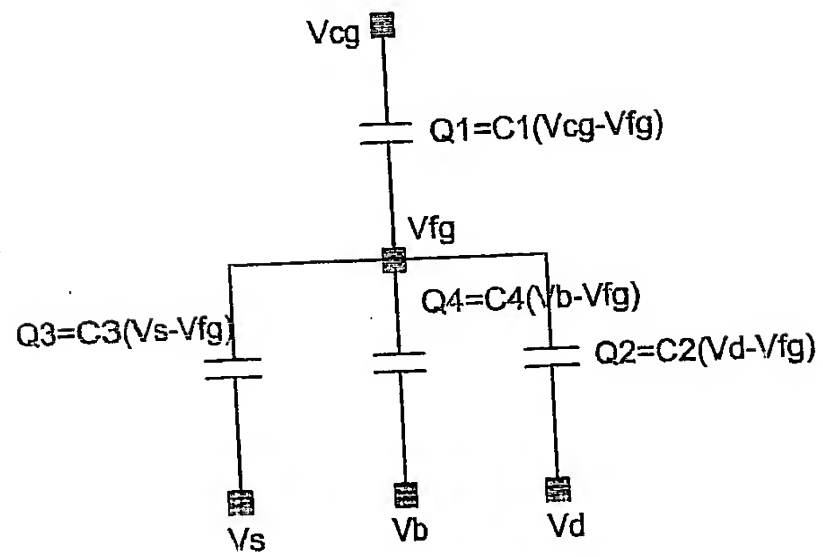 Vcg
Q1=C1(Vcg-Vfg)
Vfg
Q4=C4(Vb-Vfg)
Q3=C3(Vs-Vfg)
Q2=C2(Vd-Vfg)
Vs
Vb
Vd